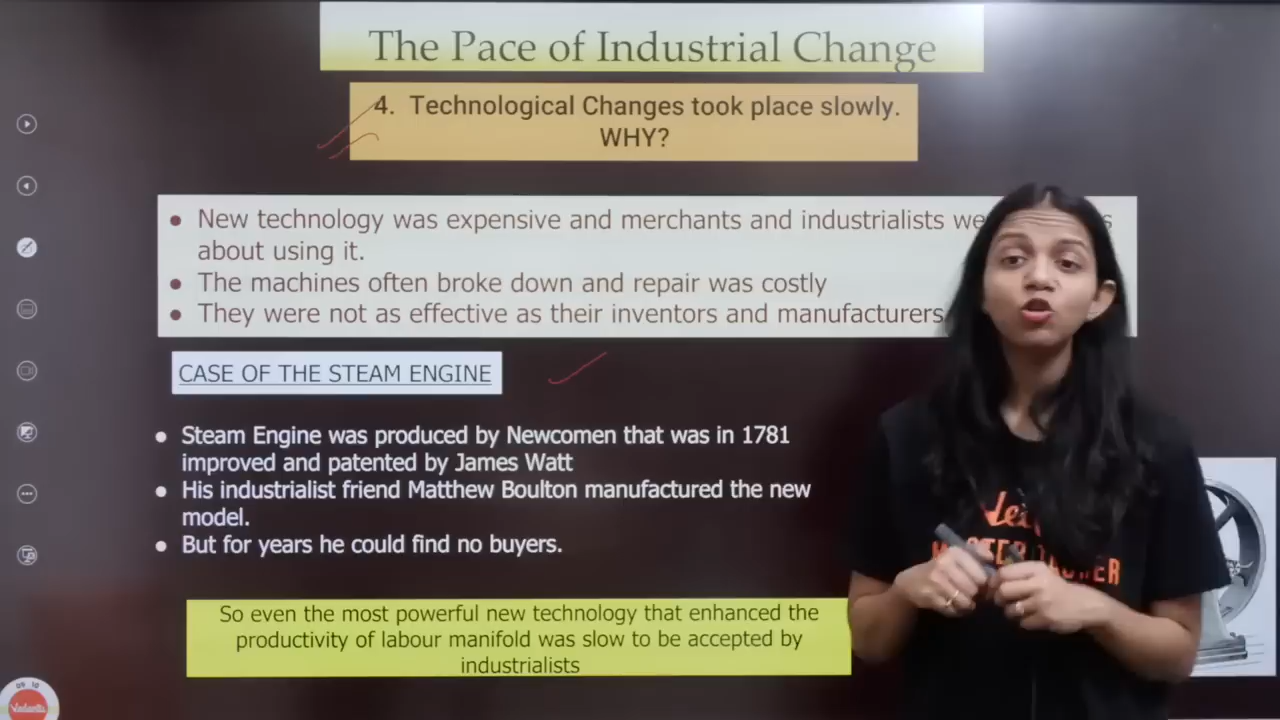 The Pace of Industrial Change
4. Technological Changes took place slowly.
WHY?
● New technology was expensive and merchants and industrialists
about using it.
● The machines often broke down and repair was costly
● They were not as effective as their inventors and manufacturers
CASE OF THE STEAM ENGINE
● Steam Engine was produced by Newcomen that was in 1781
improved and patented by James Watt
● His industrialist friend Matthew Boulton manufactured the new
model.
● But for years he could find no buyers.
So even the most powerful new technology that enhanced the
productivity of labour manifold was slow to be accepted by
industrialists
Vedantu